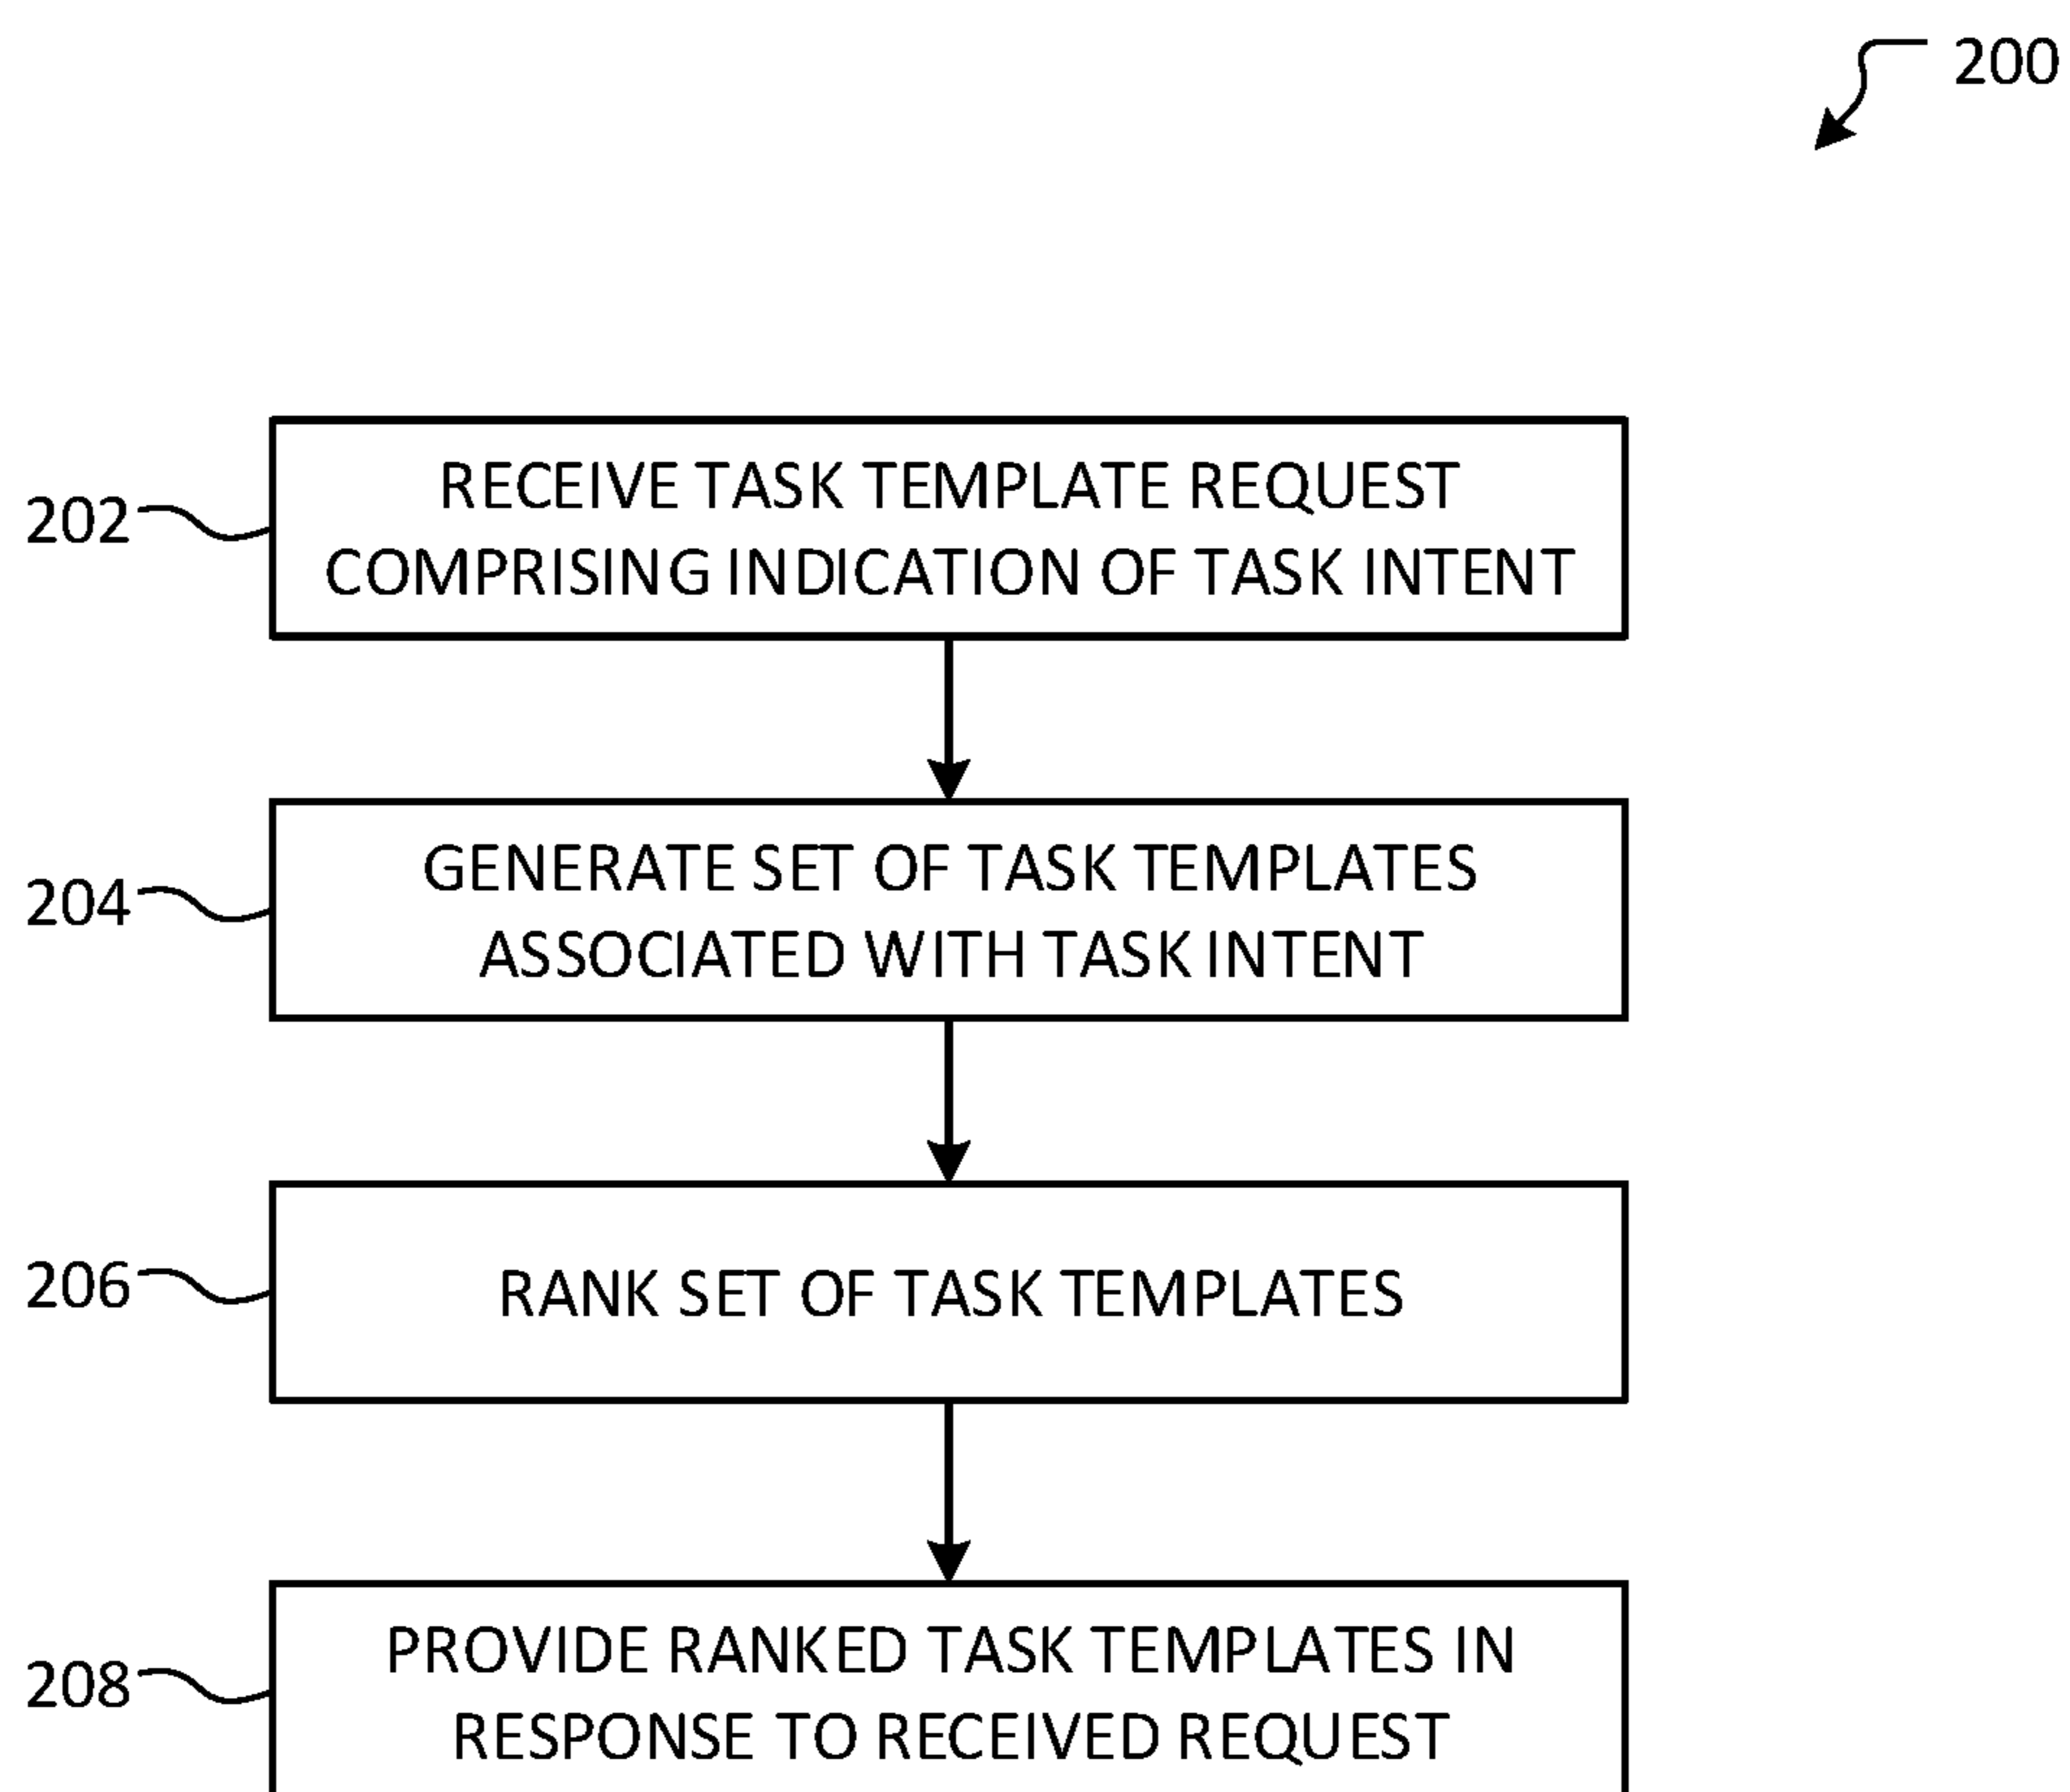 200
202
RECEIVE TASK TEMPLATE REQUEST
COMPRISING INDICATION OF TASK INTENT
204
GENERATE SET OF TASK TEMPLATES
ASSOCIATED WITH TASK INTENT
206
RANK SET OF TASK TEMPLATES
208
PROVIDE RANKED TASK TEMPLATES IN
RESPONSE TO RECEIVED REQUEST